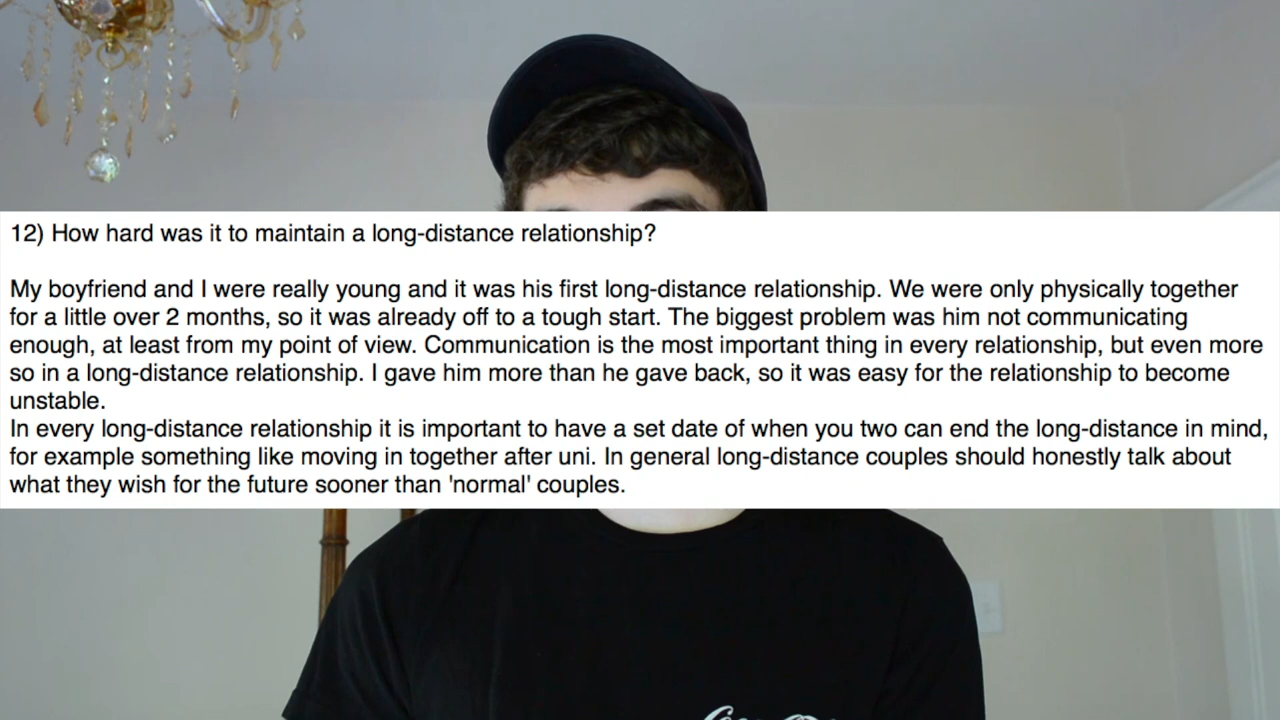 12) How hard was it to maintain a long-distance relationship?
My boyfriend and I were really young and it was his first long-distance relationship. We were only physically together
for a little over 2 months, so it was already off to a tough start. The biggest problem was him not communicating
enough, at least from my point of view. Communication is the most important thing in every relationship, but even more
so in a long-distance relationship. I gave him more than he gave back, so it was easy for the relationship to become
unstable.
In every long-distance relationship it is important to have a set date of when you two can end the long-distance in mind,
for example something like moving in together after uni. In general long-distance couples should honestly talk about
what they wish for the future sooner than 'normal' couples.